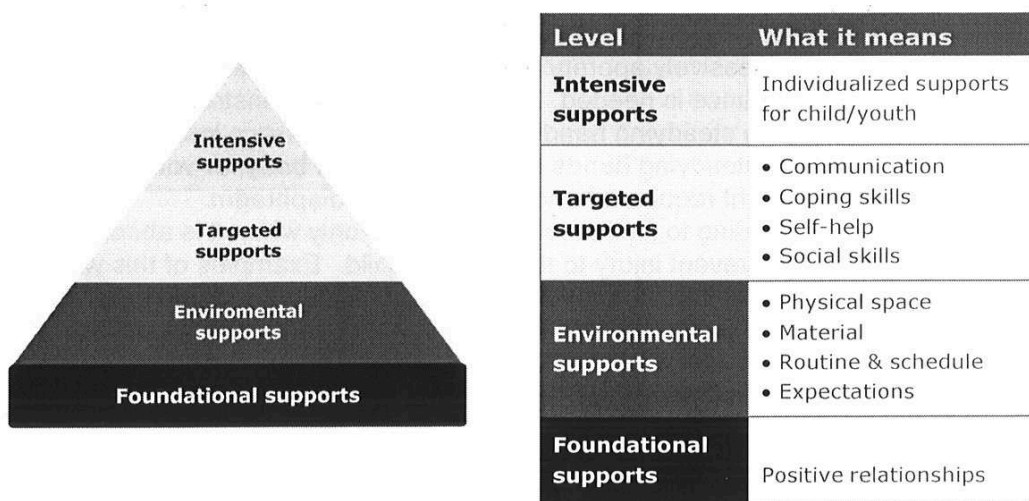 Intensive
supports
Targeted
supports
Enviromental
supports
Foundational supports
Level What it means
Intensive
supports
Individualized supports
for child/youth
Targeted
supports
• Communication
• Coping skills
• Self-help
• Social skills
Environmental
supports
• Physical space
• Material
• Routine & schedule
• Expectations
Foundational
supports
Positive relationships